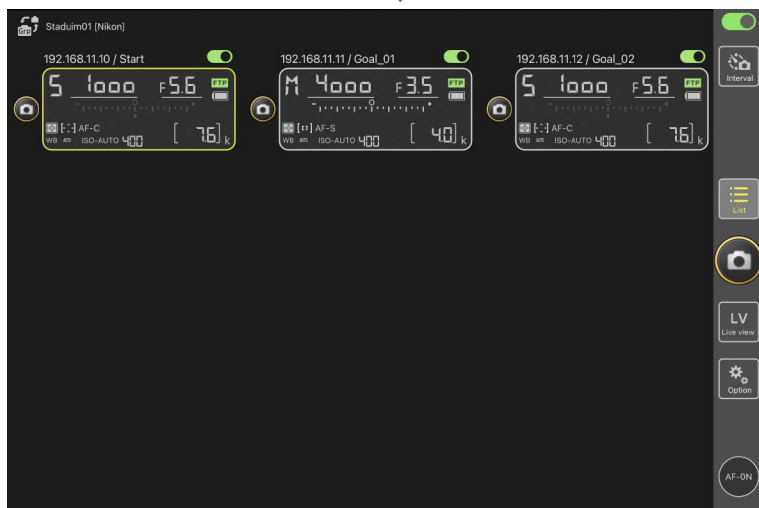 Grp Staduim01 [Nikon]
192.168.11.10 / Start
S 1000 F5.6 FTP
AF-C
WB ISO-AUTO 400 [ 7.6] k
192.168.11.11 / Goal_01
M 4000 F3.5 FTP
AF-S
WB ISO-AUTO 400 [ 4.0] k
192.168.11.12 / Goal_02
S 1000 F5.6 FTP
AF-C
WB ISO-AUTO 400 [ 7.6] k
Interval
List
LV
Live view
Option
AF-ON